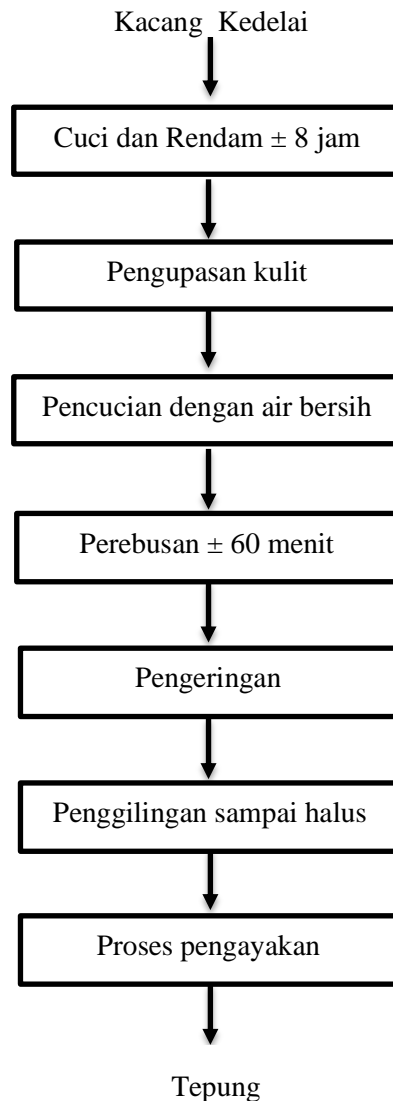 Kacang Kedelai
Cuci dan Rendam ± 8 jam
Pengupasan kulit
Pencucian dengan air bersih
Perebusan ± 60 menit
Pengeringan
Penggilingan sampai halus
Proses pengayakan
Tepung